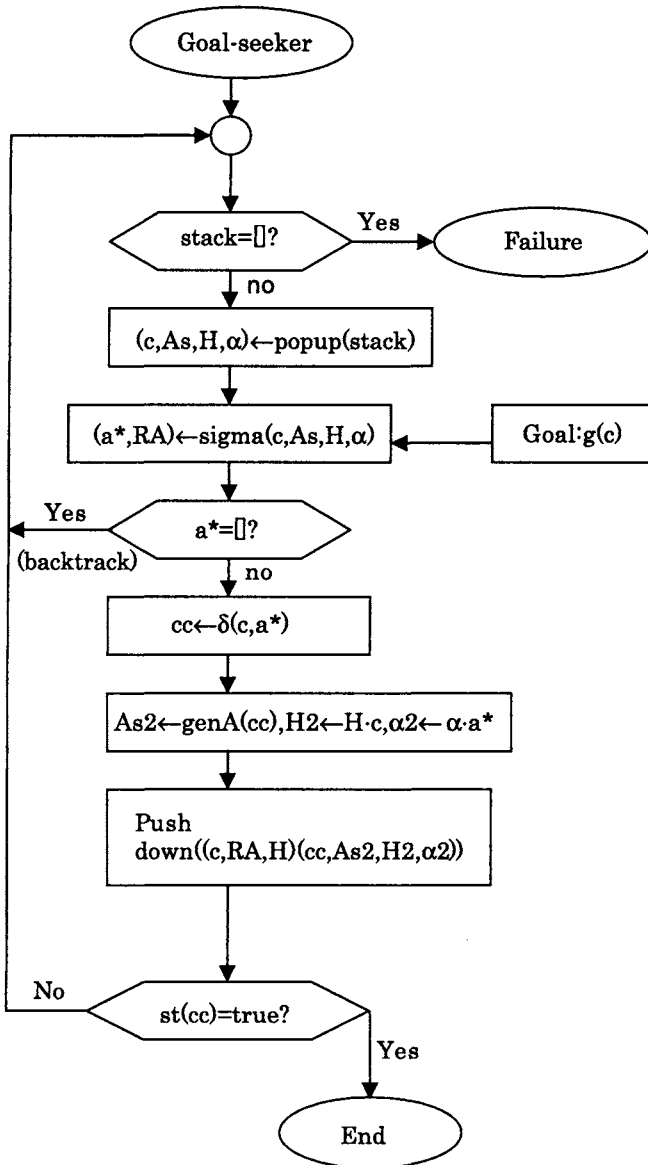 Goal-seeker
stack=[]?
Yes
Failure
no
(c,As,H,α)←popup(stack)
(a*,RA)←sigma(c,As,H,α)
Goal:g(c)
Yes
a*=[]?
(backtrack)
no
cc←δ(c,a*)
As2←genA(cc),H2←H·c,α2←α·a*
Push
down((c,RA,H)(cc,As2,H2,α2))
No
st(cc)=true?
Yes
End